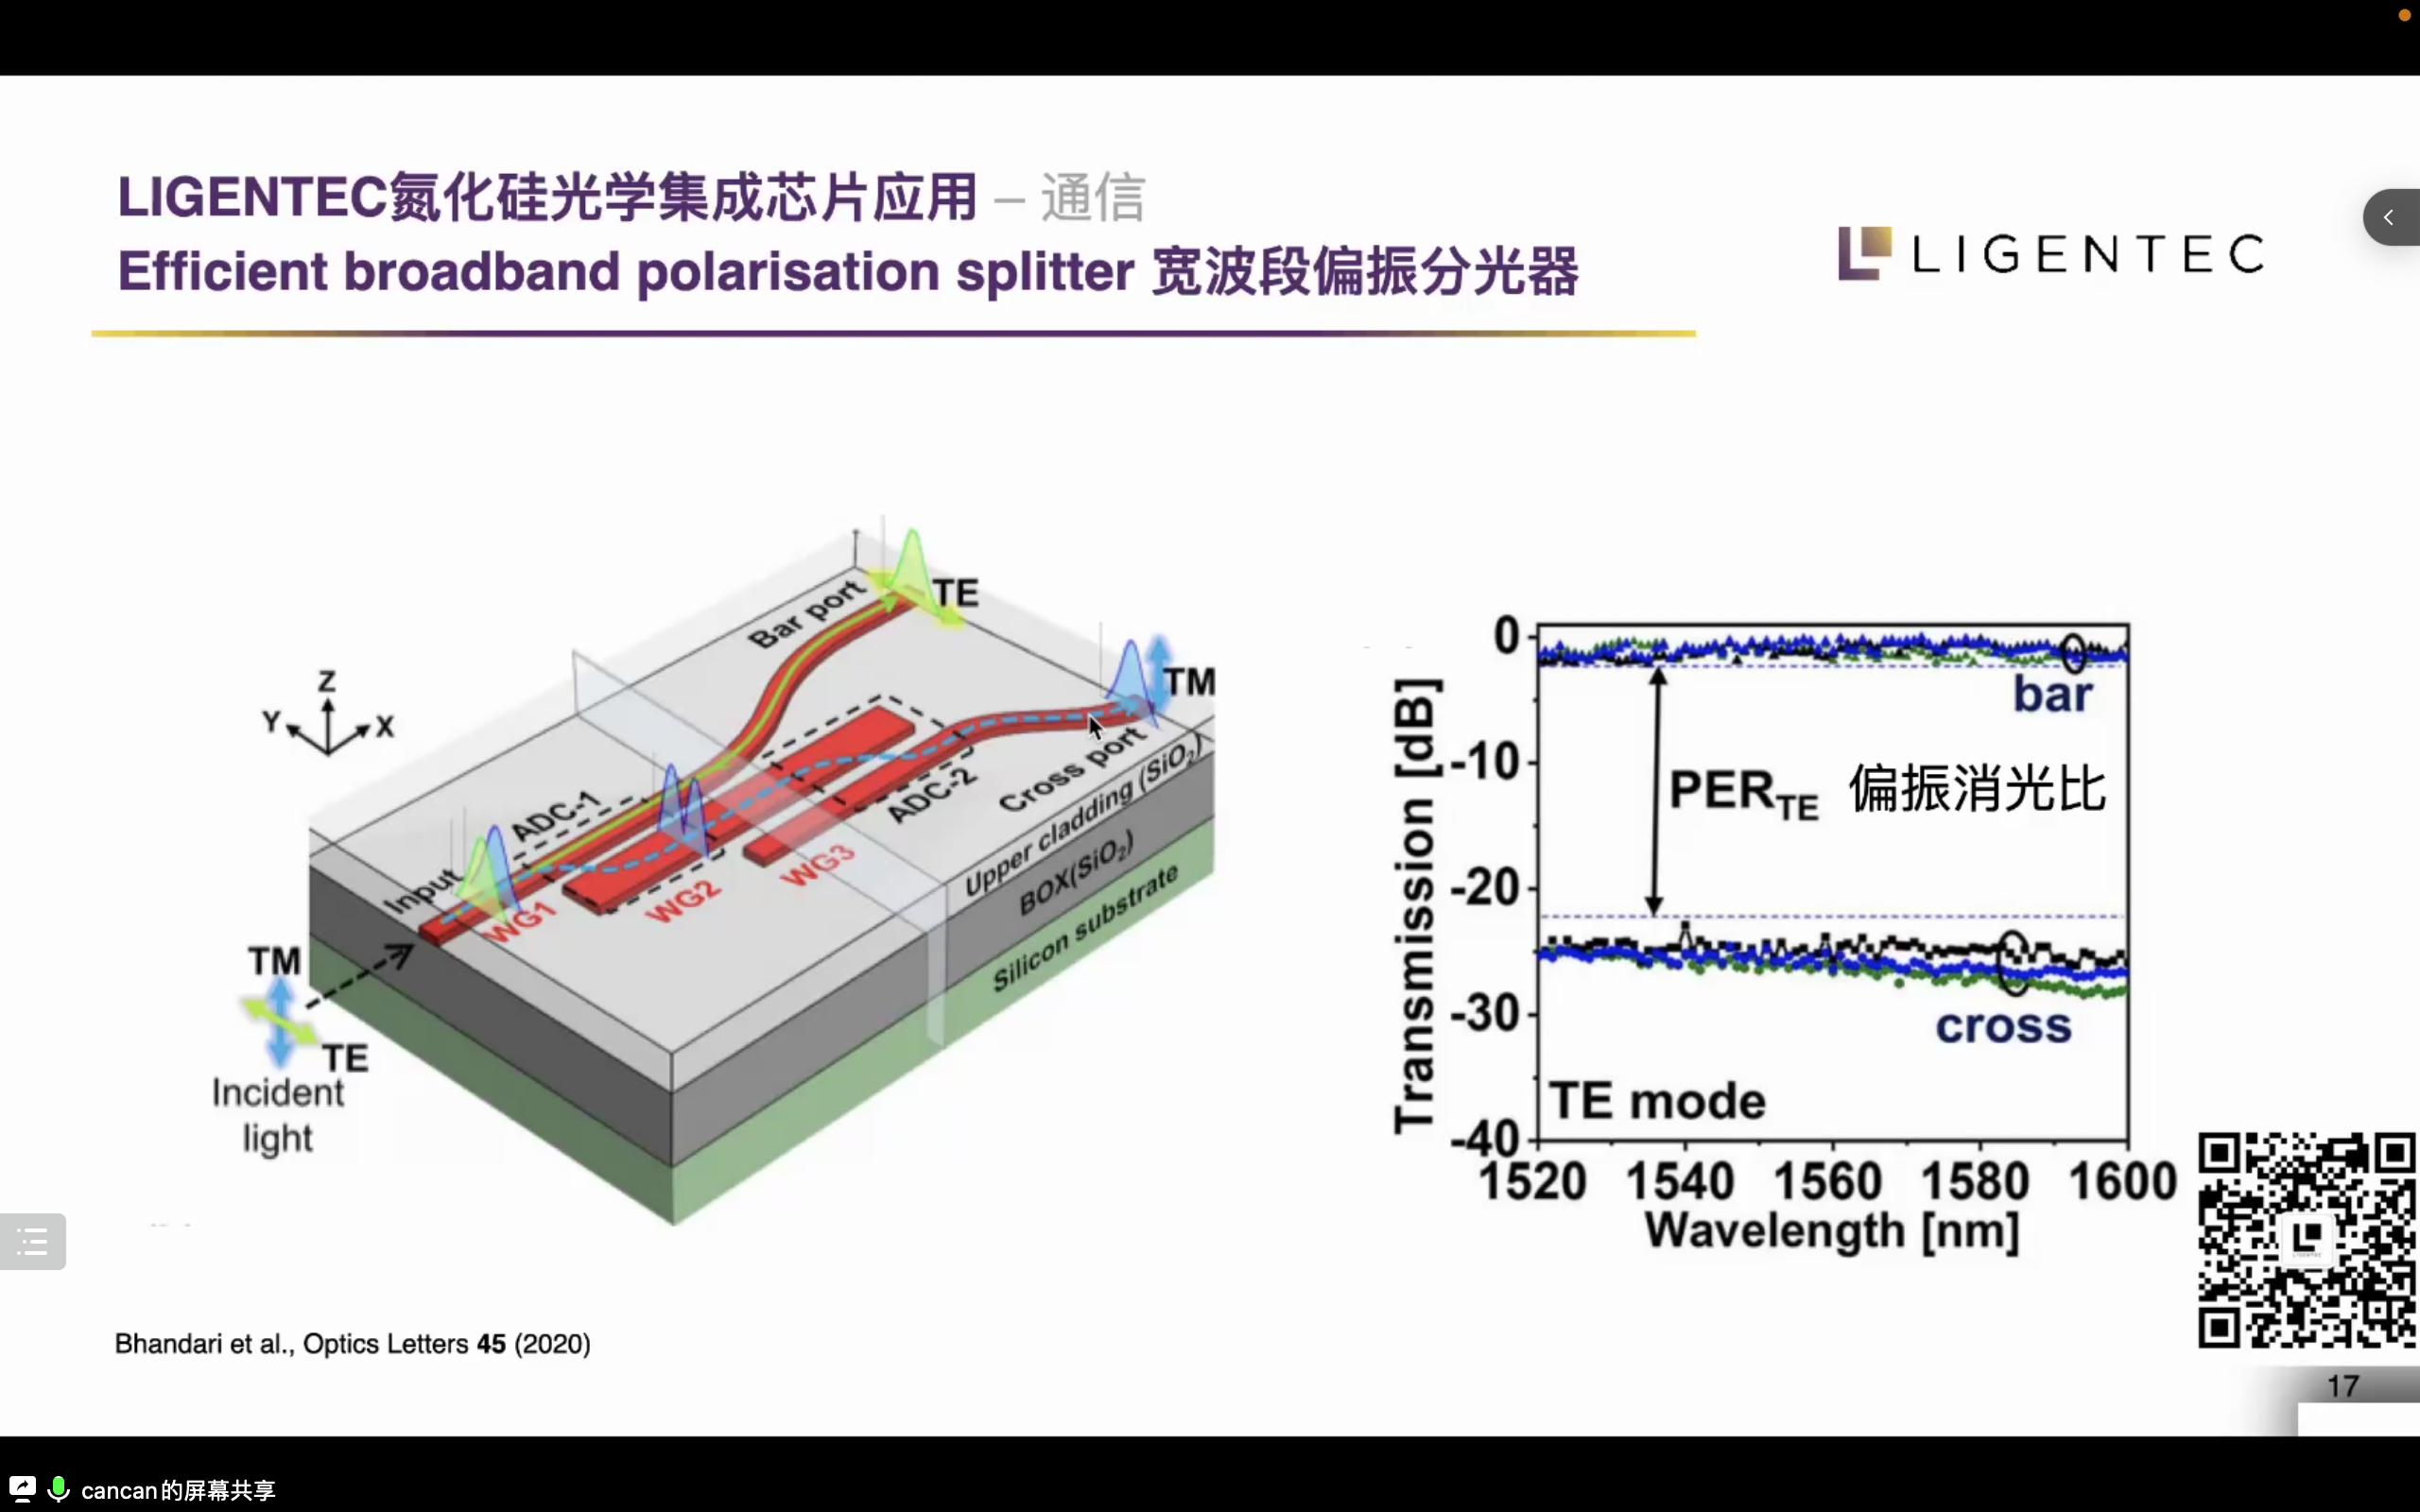 LIGENTEC氮化硅光学集成芯片应用 – 通信
Efficient broadband polarisation splitter 宽波段偏振分光器
LIGENTEC
Bar port
TE
TM
Z
Y
X
ADC-1
ADC-2
Cross port
Input
WG1
WG2
WG3
Upper cladding (SiO₂)
BOX(SiO₂)
Silicon substrate
TM
TE
Incident
light
Transmission [dB]
0
-10
-20
-30
-40
bar
PER_TE 偏振消光比
cross
TE mode
1520 1540 1560 1580 1600
Wavelength [nm]
Bhandari et al., Optics Letters 45 (2020)
17
cancan的屏幕共享